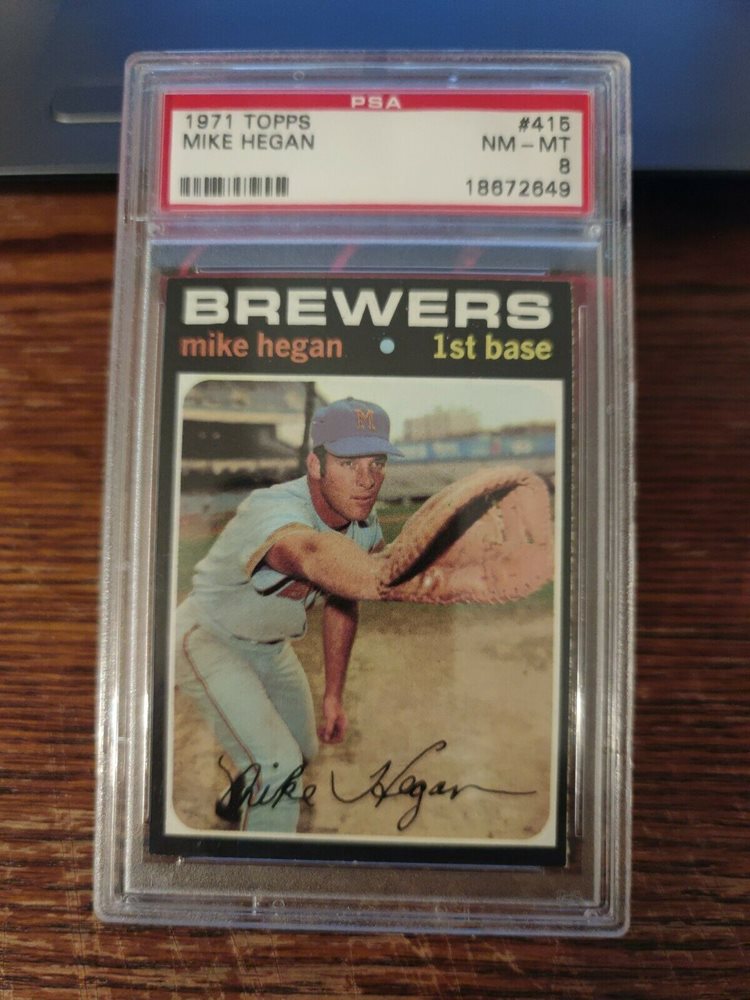 PSA
1971 TOPPS #415
MIKE HEGAN NM - MT
8
18672649
BREWERS
mike hegan 1st base
M
Mike Hegan